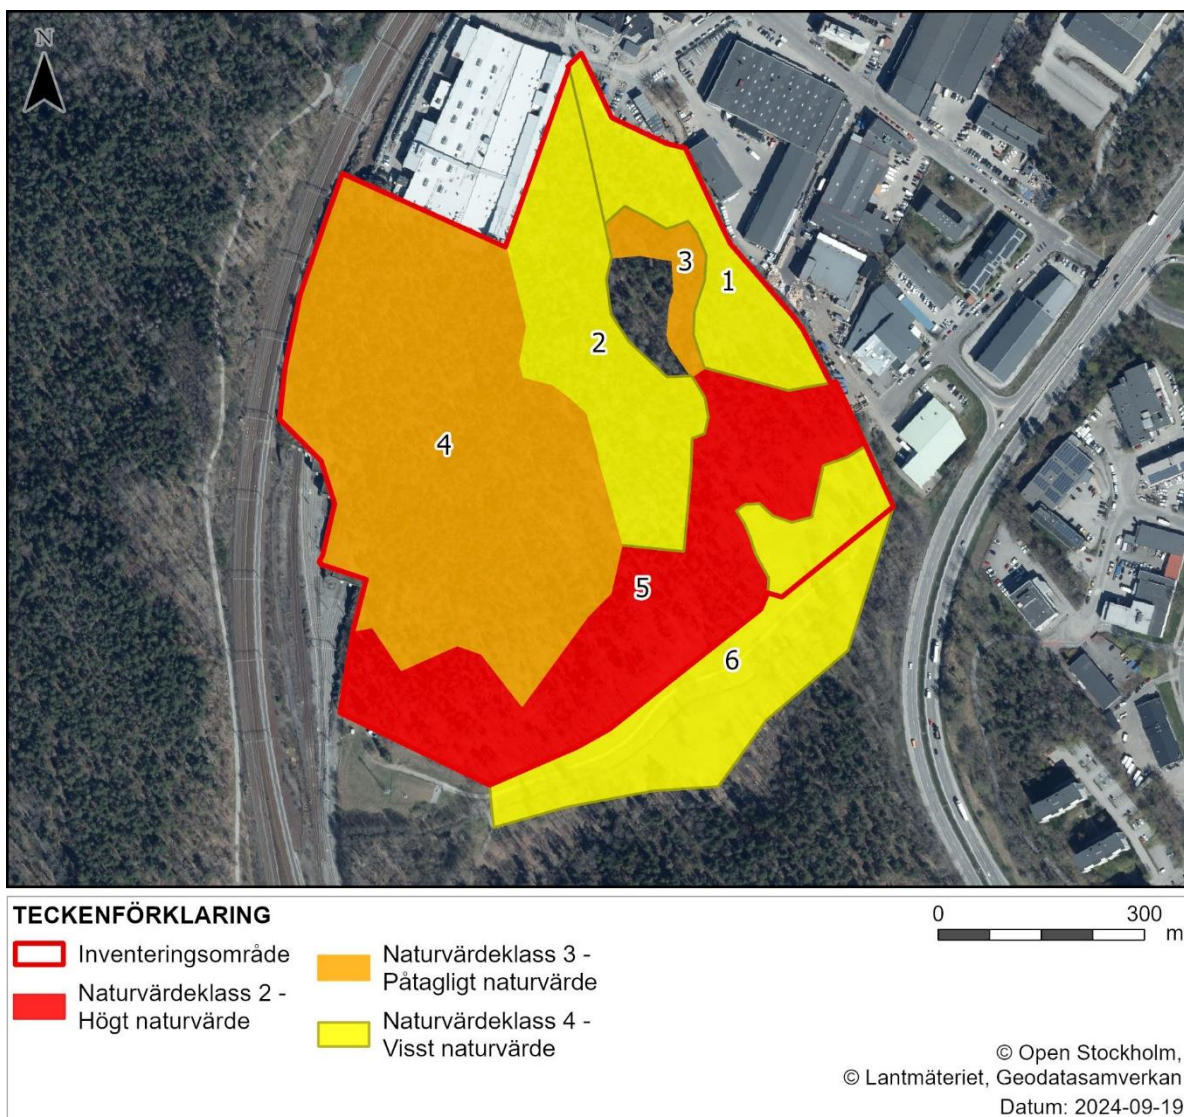 N
3
1
2
4
5
6
TECKENFÖRKLARING
Inventeringsområde
Naturvärdeklass 2 -
Högt naturvärde
Naturvärdeklass 3 -
Påtagligt naturvärde
Naturvärdeklass 4 -
Visst naturvärde
0 300
m
© Open Stockholm,
© Lantmäteriet, Geodatasamverkan
Datum: 2024-09-19